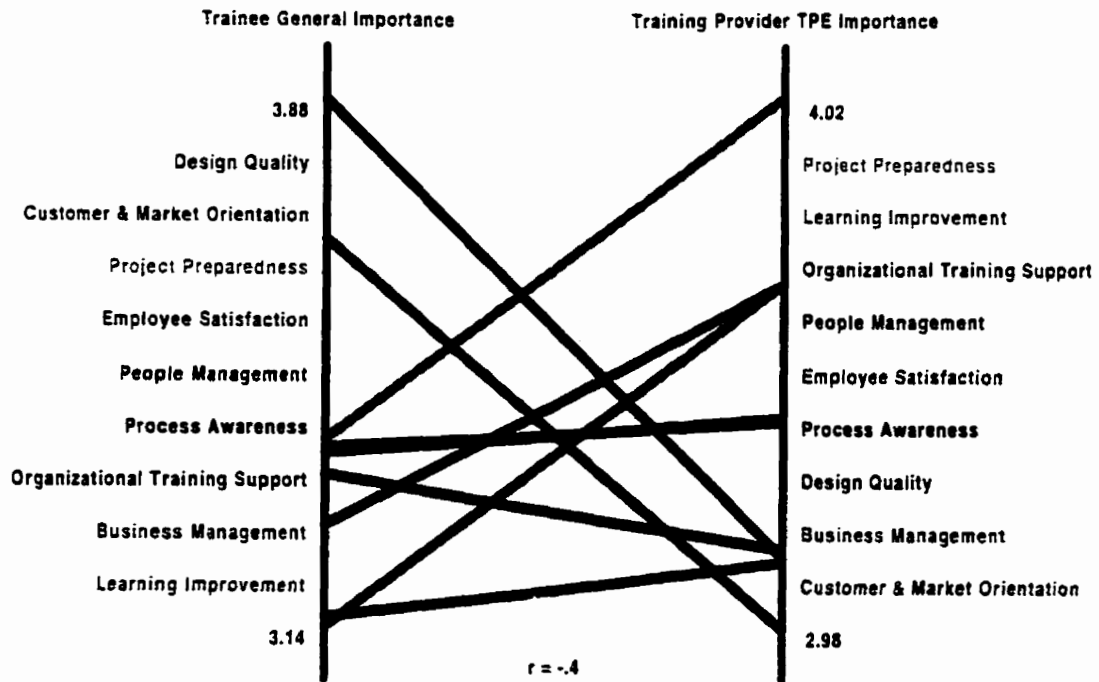 Trainee General Importance
Training Provider TPE Importance
3.88
Design Quality
Customer & Market Orientation
Project Preparedness
Employee Satisfaction
People Management
Process Awareness
Organizational Training Support
Business Management
Learning Improvement
3.14
4.02
Project Preparedness
Learning Improvement
Organizational Training Support
People Management
Employee Satisfaction
Process Awareness
Design Quality
Business Management
Customer & Market Orientation
2.98
r = -.4